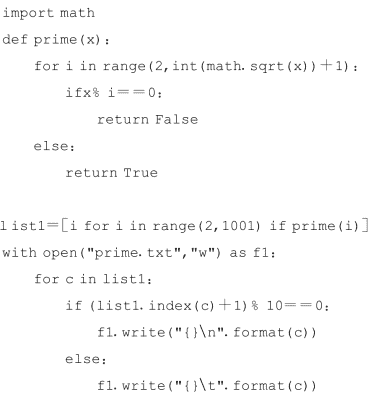 import math
def prime(x):
    for i in range(2,int(math.sqrt(x))+1):
        ifx% i==0:
            return False
    else:
        return True

list1=[i for i in range(2,1001) if prime(i)]
with open("prime.txt","w") as f1:
    for c in list1:
        if (list1.index(c)+1)% 10==0:
            f1.write("{}\n".format(c))
        else:
            f1.write("{}\t".format(c))